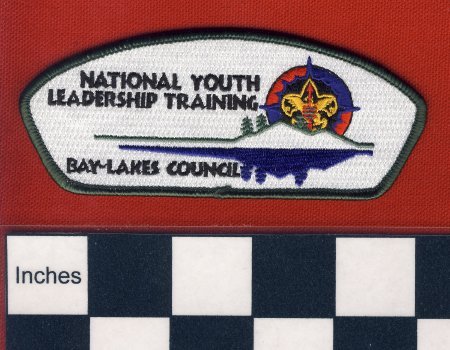 NATIONAL YOUTH
LEADERSHIP TRAINING
BAY-LAKES COUNCIL
Inches